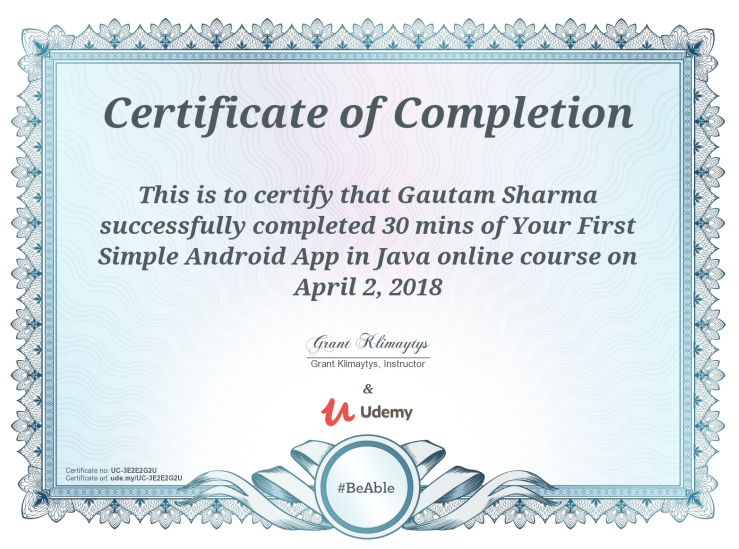 Certificate of Completion
This is to certify that Gautam Sharma
successfully completed 30 mins of Your First
Simple Android App in Java online course on
April 2, 2018
Grant Klimaytys
Grant Klimaytys, Instructor
&
Udemy
Certificate no: UC-3E2E2G2U
Certificate url: ude.my/UC-3E2E2G2U
#BeAble